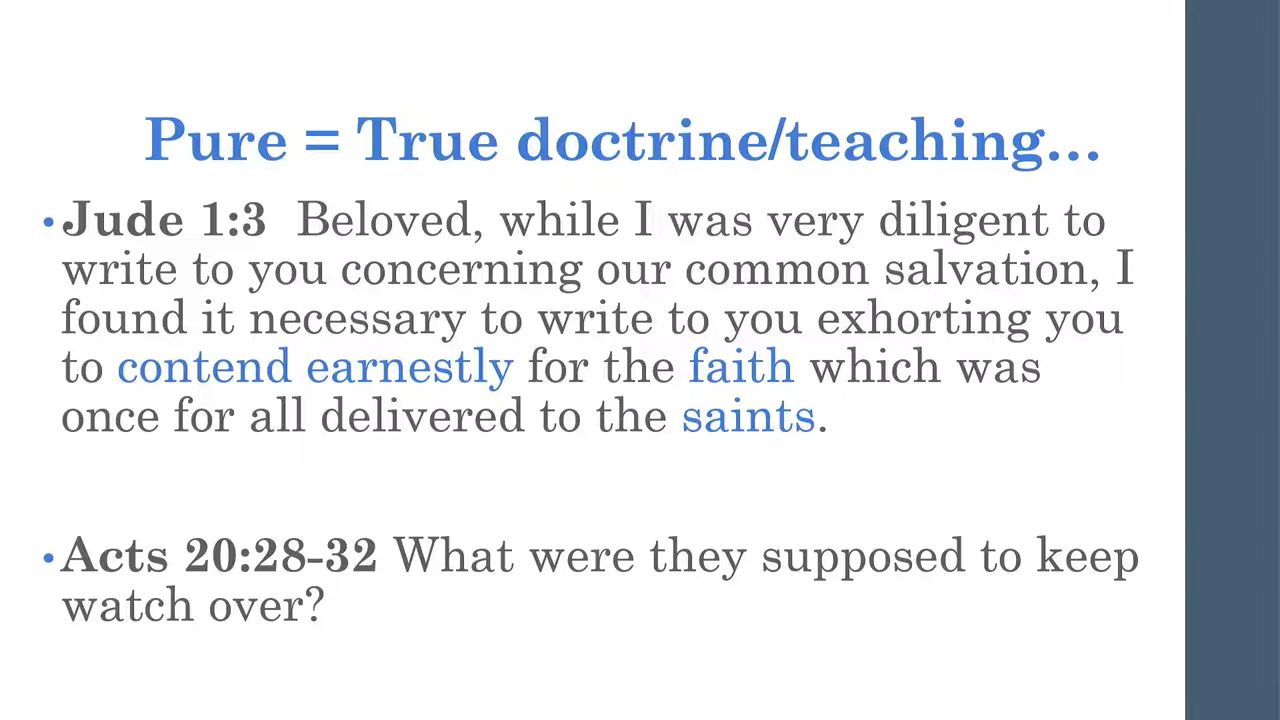 Pure = True doctrine/teaching...
• Jude 1:3  Beloved, while I was very diligent to
write to you concerning our common salvation, I
found it necessary to write to you exhorting you
to contend earnestly for the faith which was
once for all delivered to the saints.
• Acts 20:28-32 What were they supposed to keep
watch over?